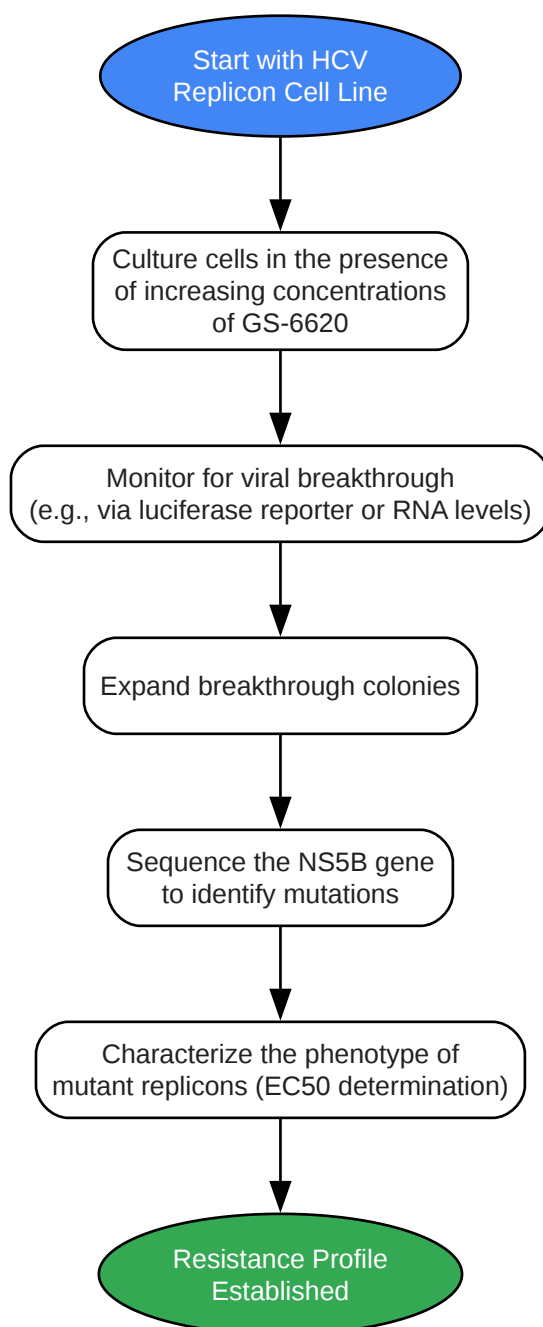 Start with HCV
Replicon Cell Line
Culture cells in the presence
of increasing concentrations
of GS-6620
Monitor for viral breakthrough
(e.g., via luciferase reporter or RNA levels)
Expand breakthrough colonies
Sequence the NS5B gene
to identify mutations
Characterize the phenotype of
mutant replicons (EC50 determination)
Resistance Profile
Established